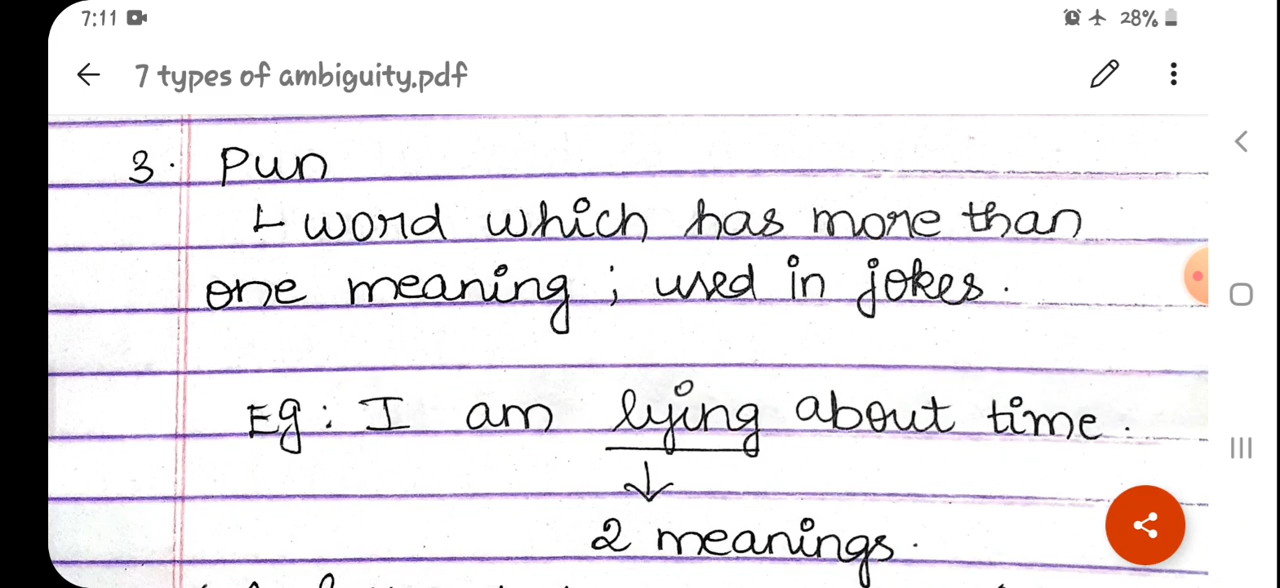 7:11 28%
7 types of ambiguity.pdf
3. Pun
word which has more than
one meaning ; used in jokes.
Eg : I am lying about time.
2 meanings.